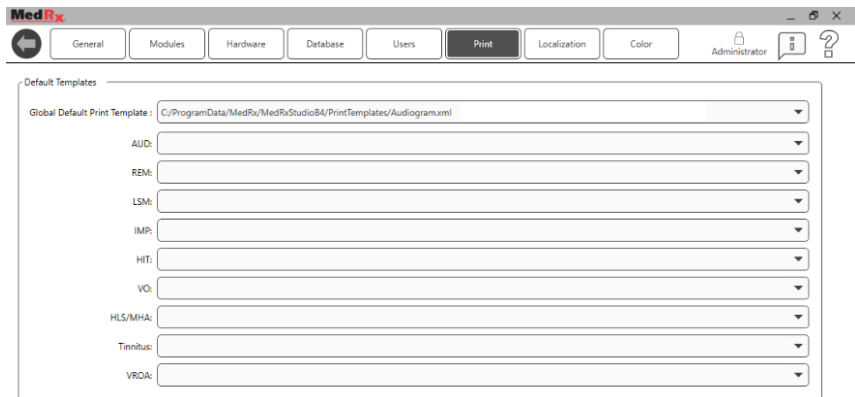 MedRx
General Modules Hardware Database Users Print Localization Color Administrator
Default Templates
Global Default Print Template : C:/ProgramData/MedRx/MedRxStudioB4/PrintTemplates/Audiogram.xml
AUD:
REM:
LSM:
IMP:
HIT:
VO:
HLS/MHA:
Tinnitus:
VROA: